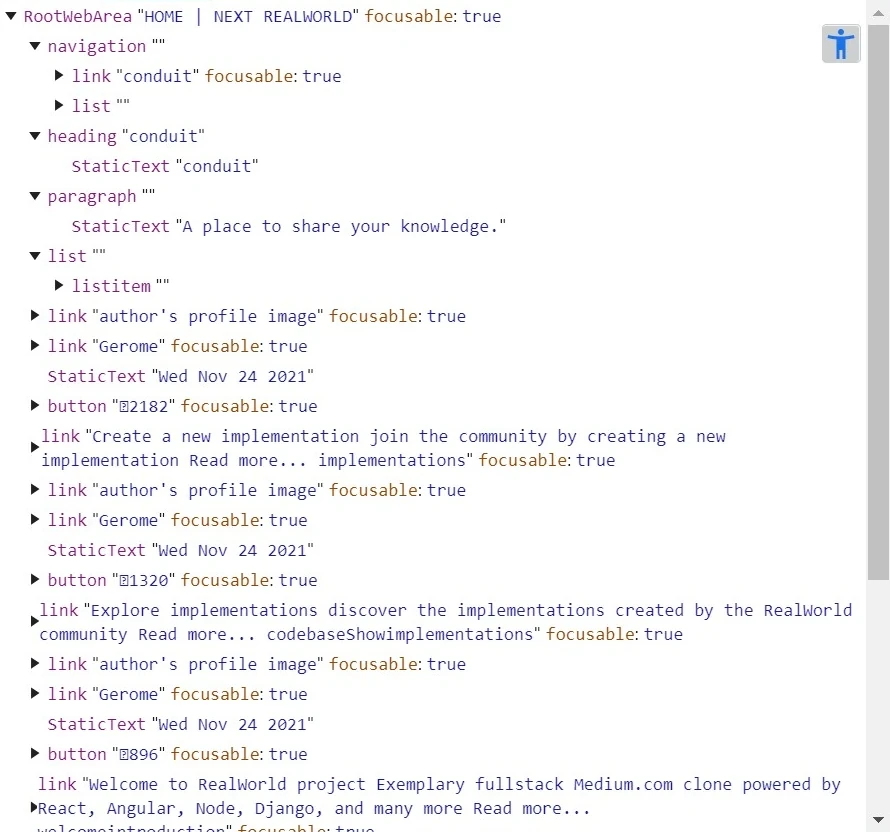 RootWebArea "HOME | NEXT REALWORLD" focusable: true
navigation ""
link "conduit" focusable: true
list ""
heading "conduit"
StaticText "conduit"
paragraph ""
StaticText "A place to share your knowledge."
list ""
listitem ""
link "author's profile image" focusable: true
link "Gerome" focusable: true
StaticText "Wed Nov 24 2021"
button "2182" focusable: true
link "Create a new implementation join the community by creating a new
implementation Read more... implementations" focusable: true
link "author's profile image" focusable: true
link "Gerome" focusable: true
StaticText "Wed Nov 24 2021"
button "1320" focusable: true
link "Explore implementations discover the implementations created by the RealWorld
community Read more... codebaseShowimplementations" focusable: true
link "author's profile image" focusable: true
link "Gerome" focusable: true
StaticText "Wed Nov 24 2021"
button "896" focusable: true
link "Welcome to RealWorld project Exemplary fullstack Medium.com clone powered by
React, Angular, Node, Django, and many more Read more...
welcomeintroduction" focusable: true